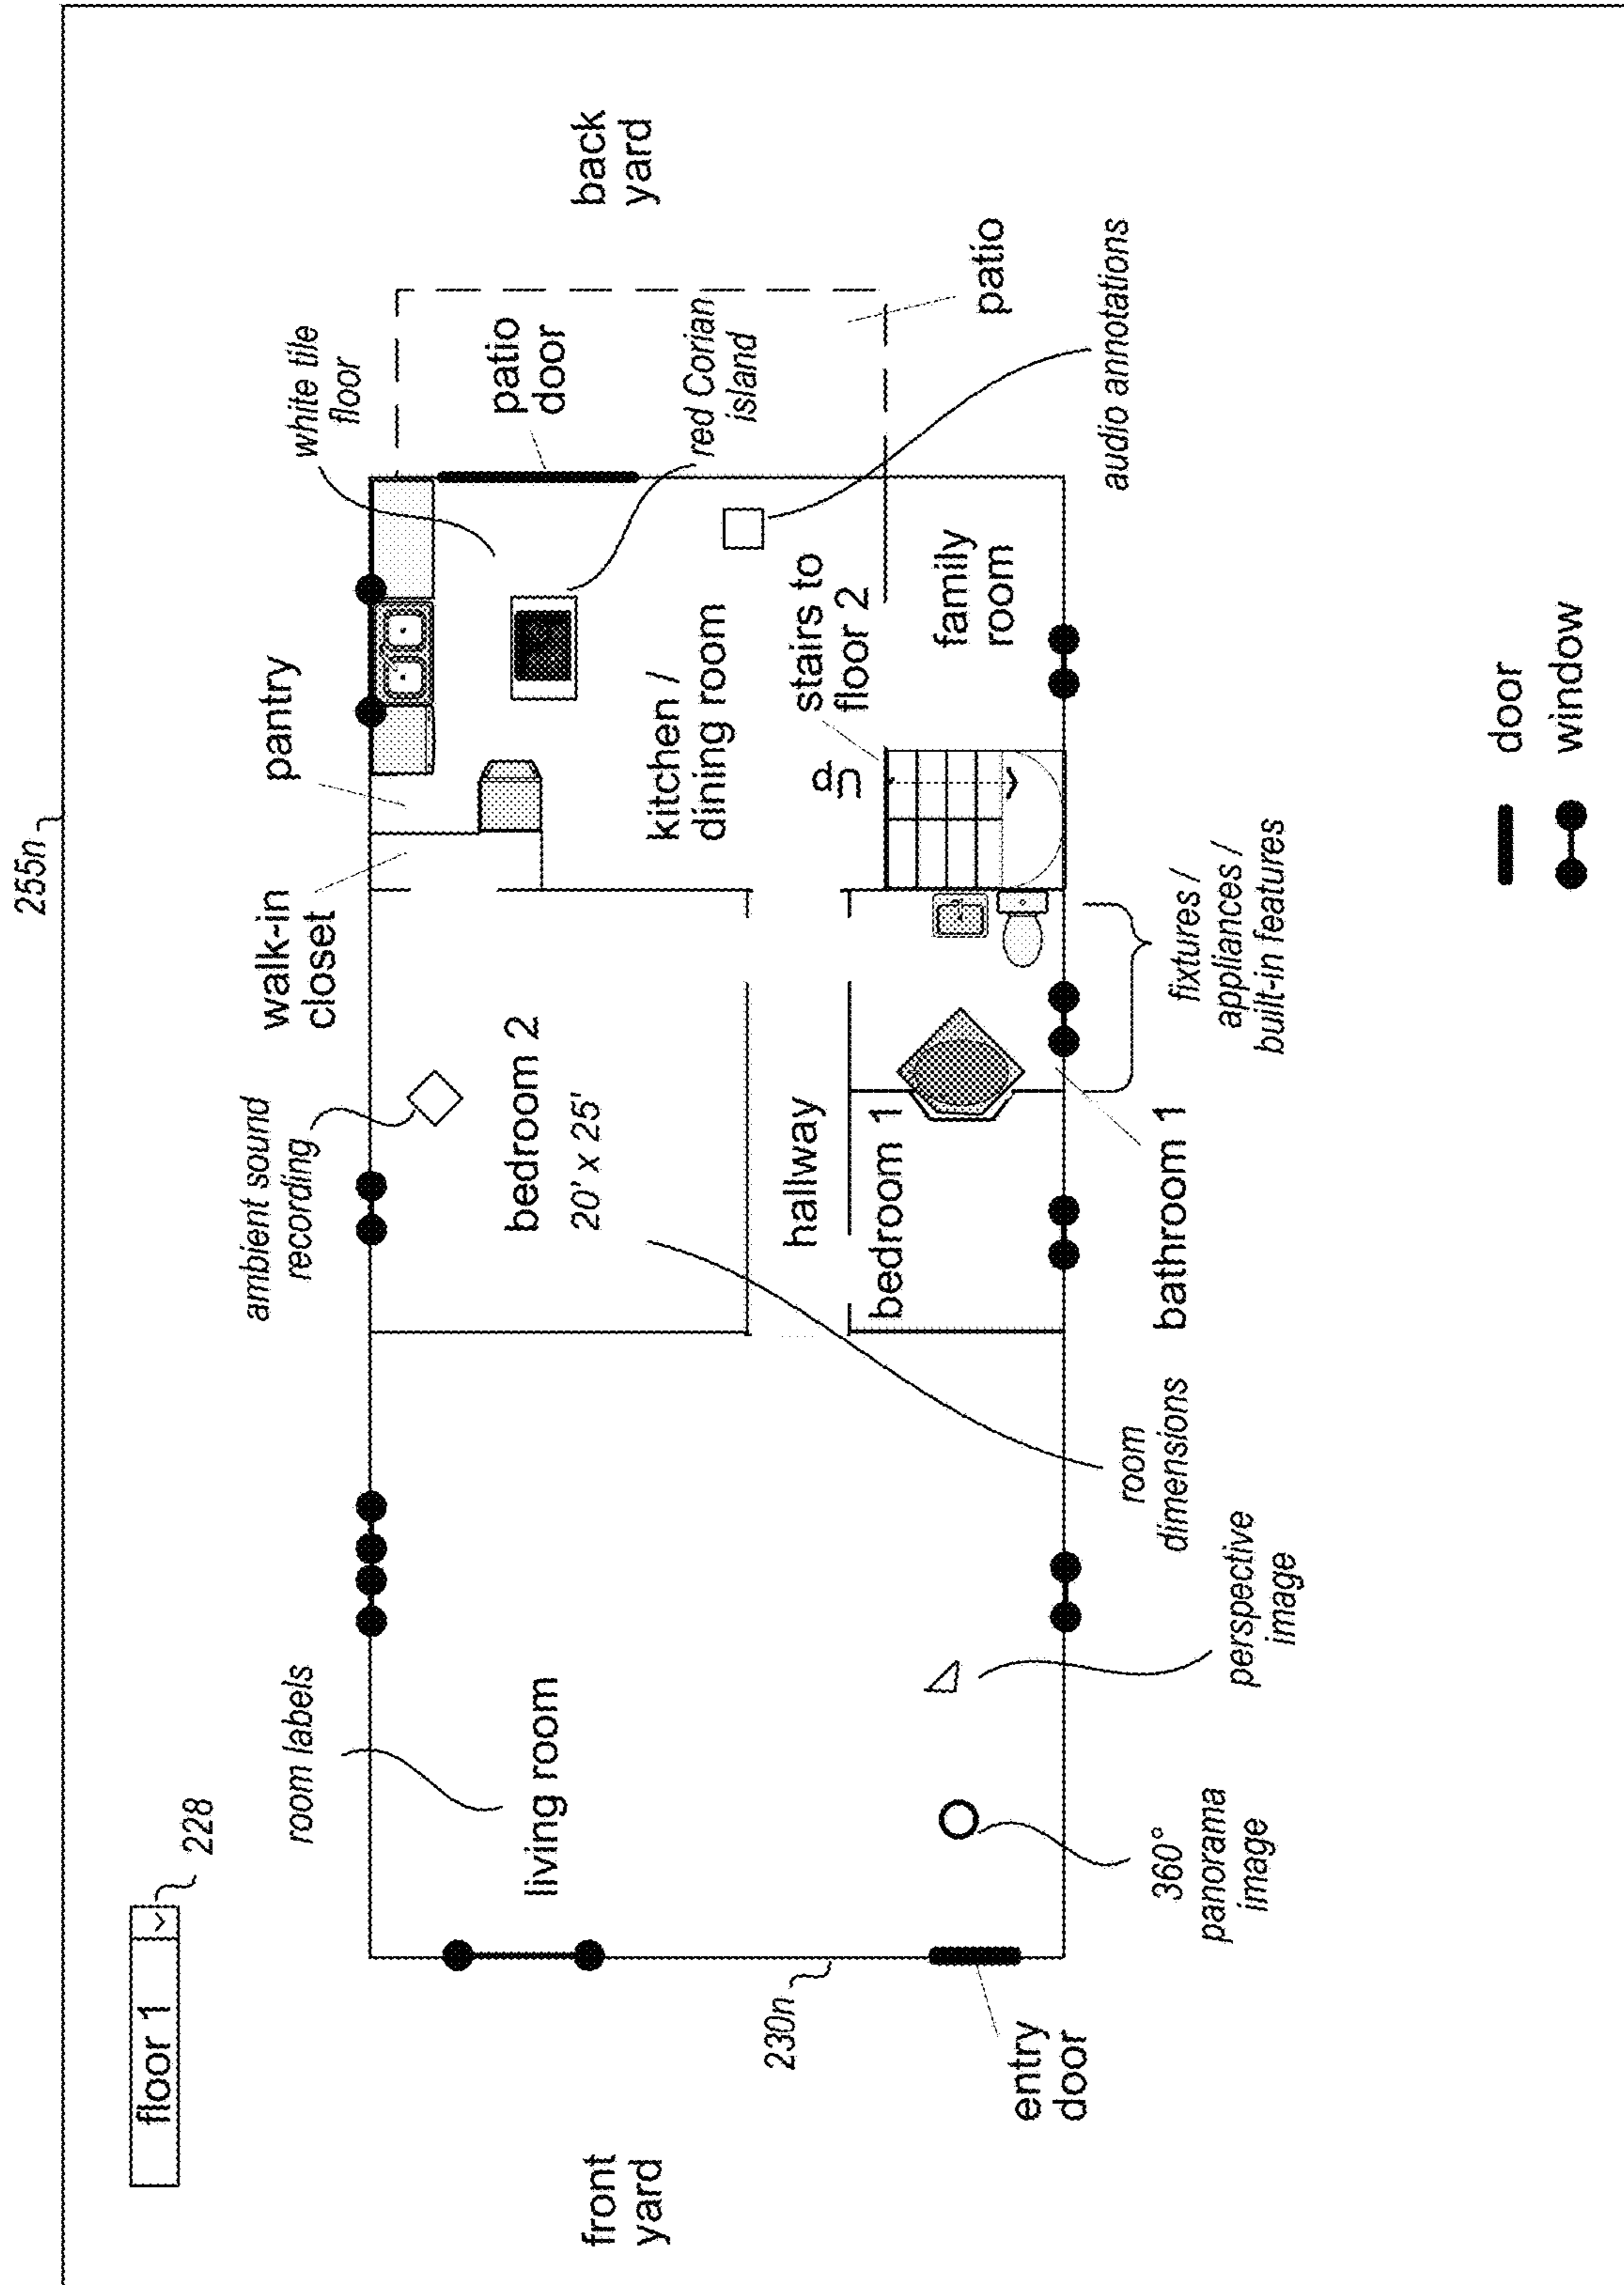 255n
floor 1
228
room labels
ambient sound
recording
walk-in
closet
pantry
white tile
floor
living room
bedroom 2
20' x 25'
patio
door
back
yard
front
yard
kitchen /
dining room
red Corian
island
230n
hallway
up
stairs to
floor 2
bedroom 1
family
room
patio
entry
door
360°
panorama
image
perspective
image
room
dimensions
bathroom 1
fixtures /
appliances /
built-in features
audio annotations
door
window